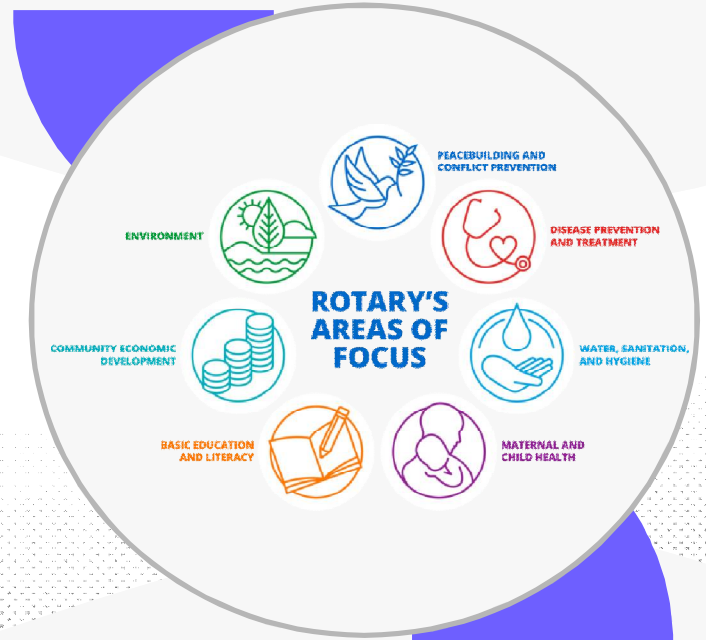 PEACEBUILDING AND
CONFLICT PREVENTION
DISEASE PREVENTION
AND TREATMENT
WATER, SANITATION,
AND HYGIENE
MATERNAL AND
CHILD HEALTH
BASIC EDUCATION
AND LITERACY
COMMUNITY ECONOMIC
DEVELOPMENT
ENVIRONMENT
ROTARY'S
AREAS OF
FOCUS